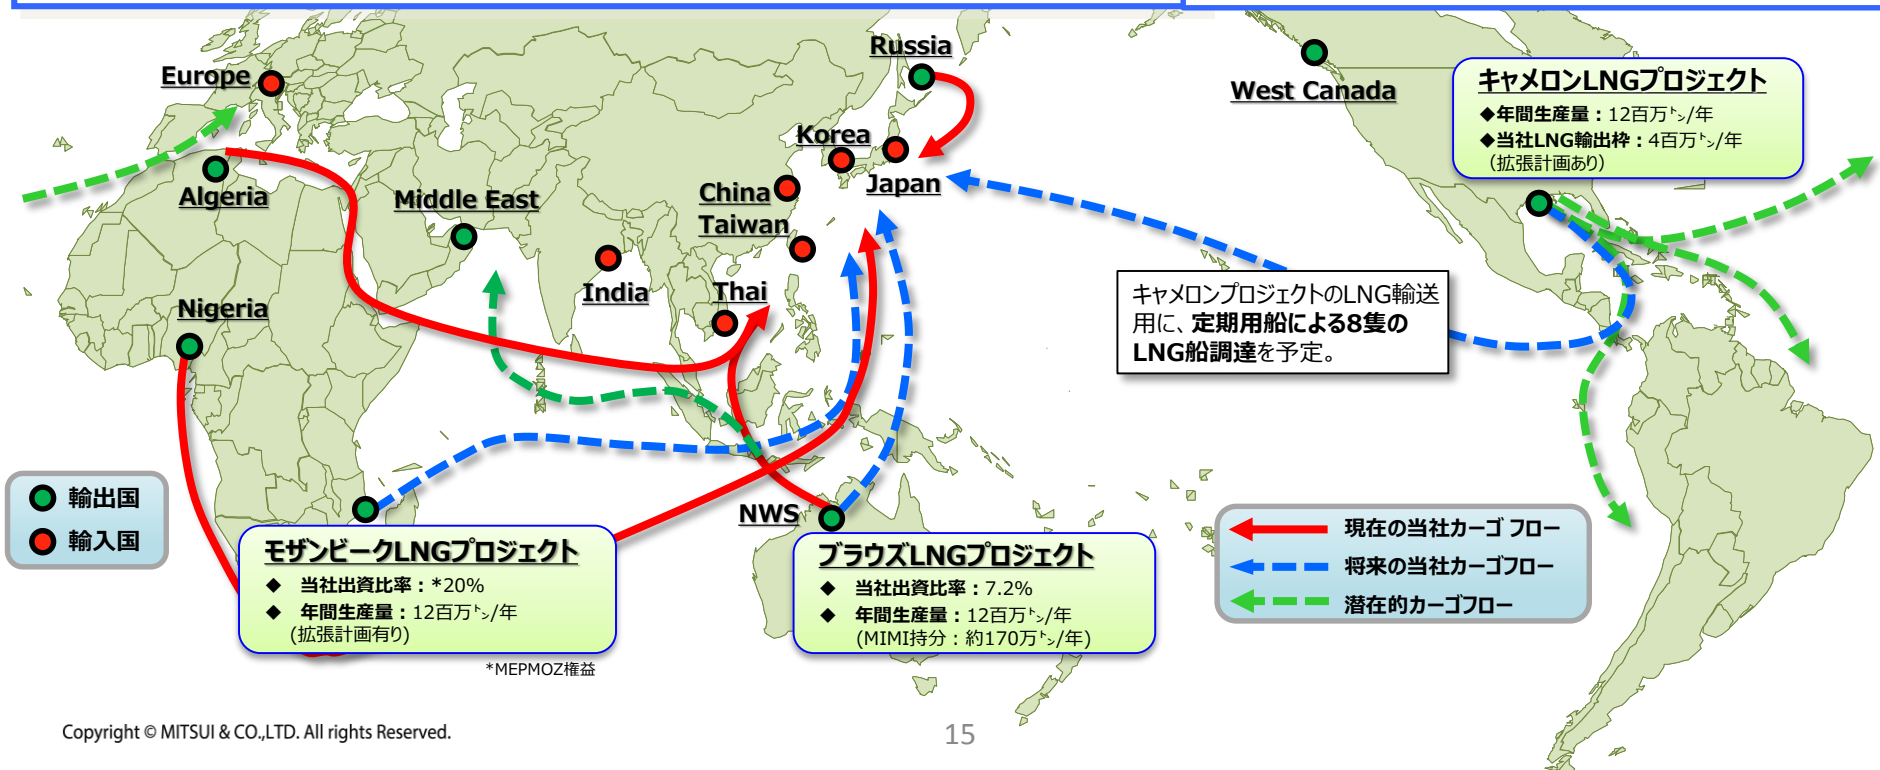 Russia
Europe
West Canada
キャメロンLNGプロジェクト
◆年間生産量：12百万㌧/年
◆当社LNG輸出枠：4百万㌧/年
（拡張計画あり）
Korea
Japan
Algeria
Middle East
China
Taiwan
India
Thai
Nigeria
キャメロンプロジェクトのLNG輸送
用に、定期用船による8隻の
LNG船調達を予定。
輸出国
輸入国
NWS
モザンビークLNGプロジェクト
◆ 当社出資比率：*20%
◆ 年間生産量：12百万㌧/年
(拡張計画有り)
*MEPMOZ権益
ブラウズLNGプロジェクト
◆ 当社出資比率：7.2%
◆ 年間生産量：12百万㌧/年
(MIMI持分：約170万㌧/年)
現在の当社カーゴ フロー
将来の当社カーゴフロー
潜在的カーゴフロー
Copyright © MITSUI & CO.,LTD. All rights Reserved.
15